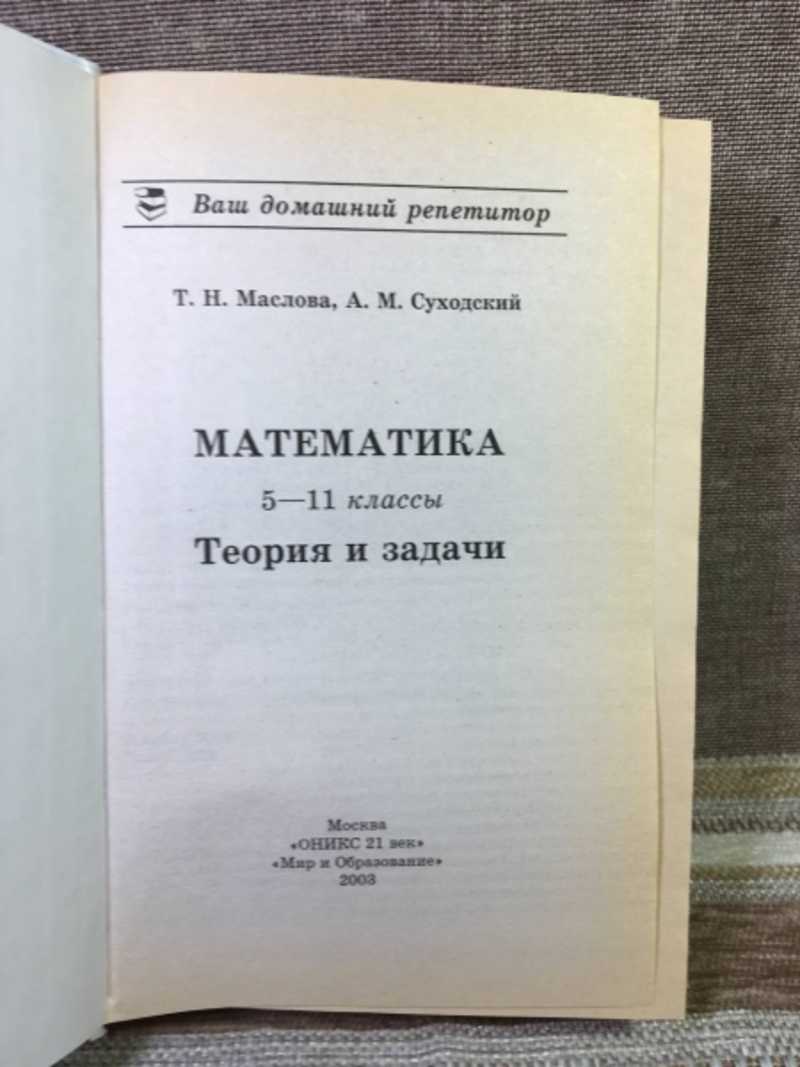 Ваш домашний репетитор
Т. Н. Маслова, А. М. Суходский
МАТЕМАТИКА
5—11 классы
Теория и задачи
Москва
«ОНИКС 21 век»
«Мир и Образование»
2003